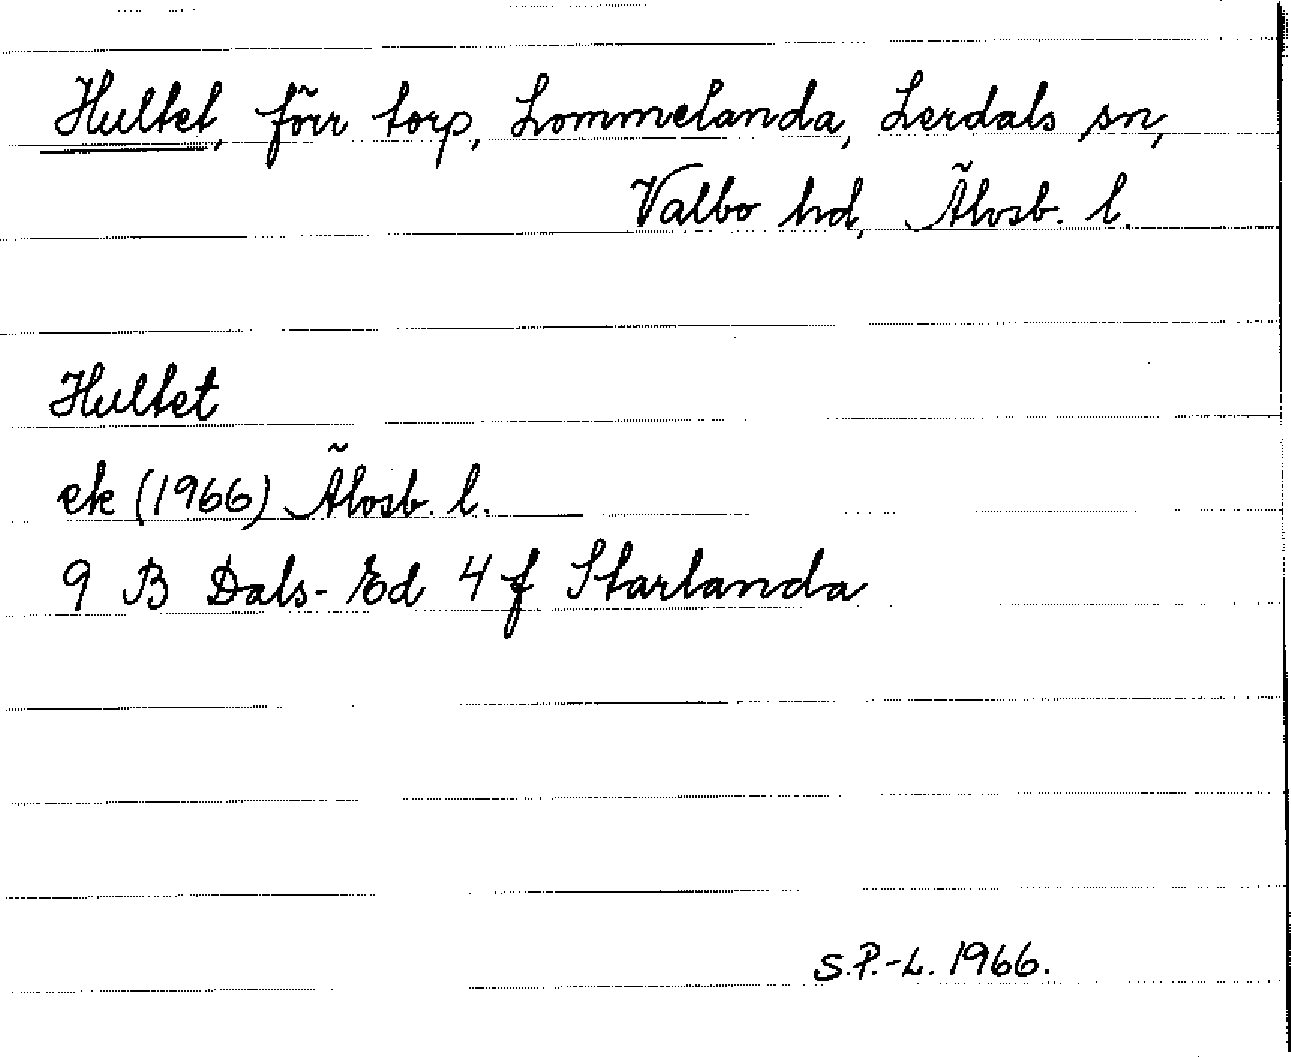 Hultet, förr torp, Lommelanda, Lerdals sn,
Valbo hd, Älvsb. l.
Hultet
ek (1966) Älvsb. l.
9 B Dals-Ed 4 f Starlanda
S.P.-L. 1966.